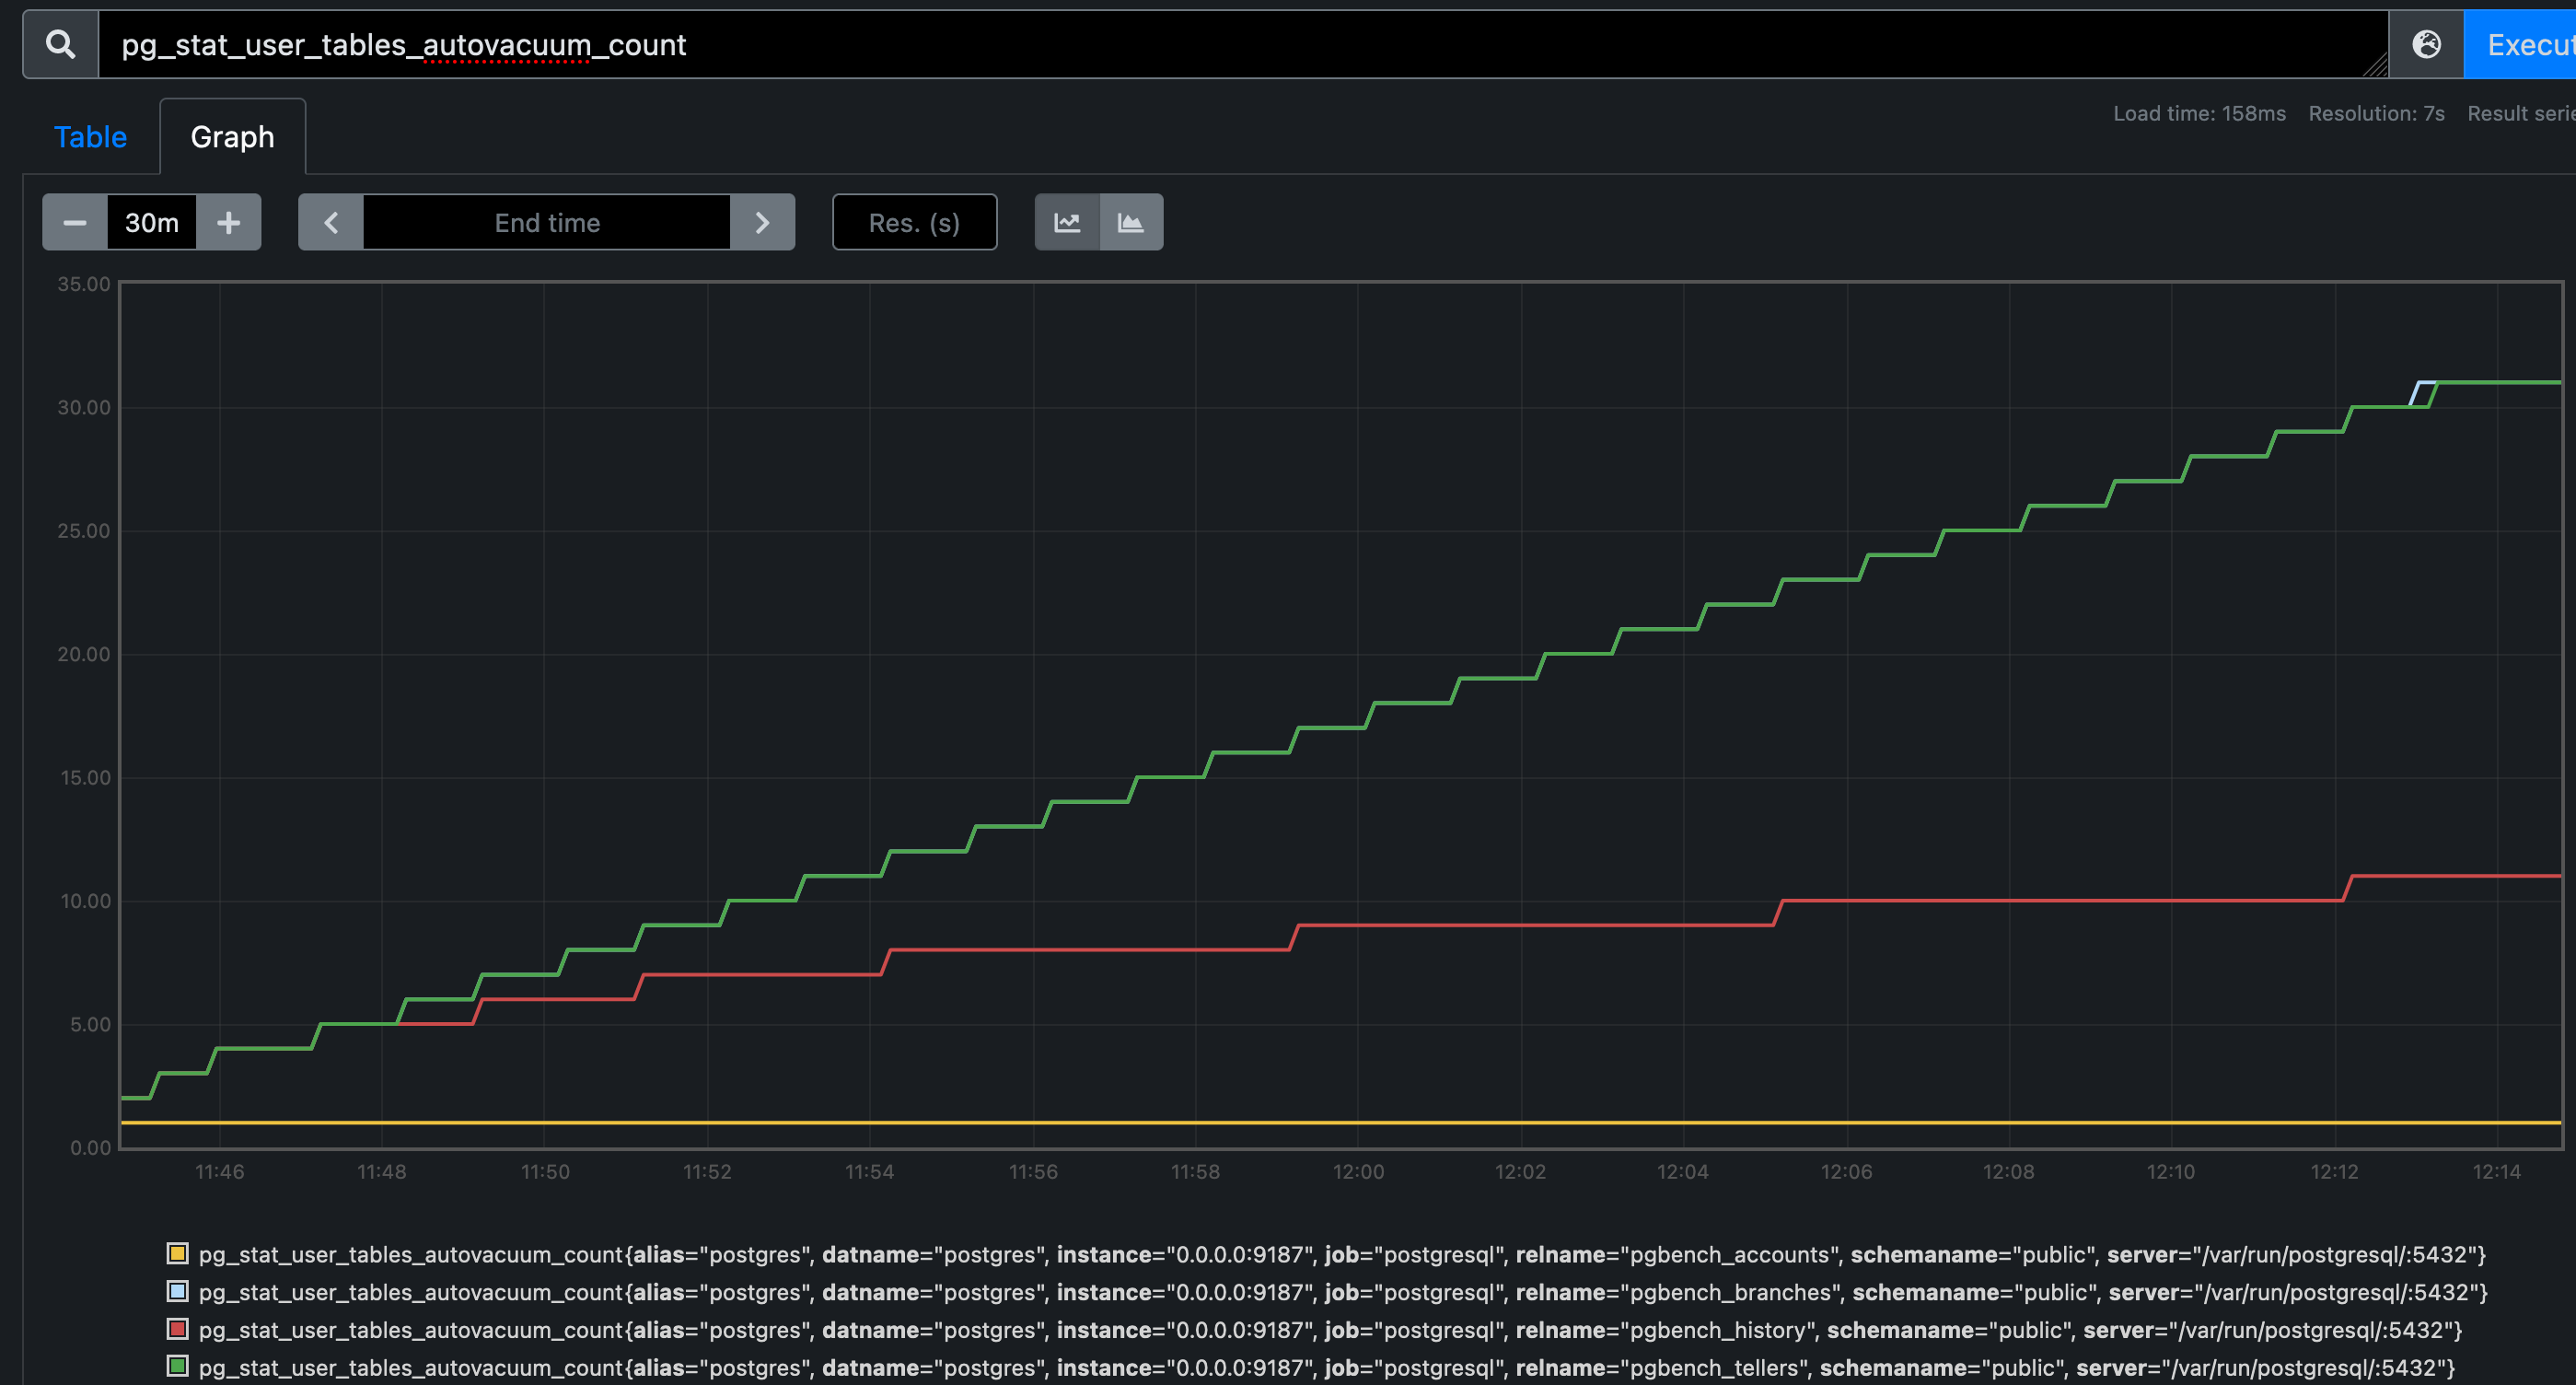 pg_stat_user_tables_autovacuum_count
Execut
Table Graph
Load time: 158ms Resolution: 7s Result serie
30m End time Res. (s)
35.00
30.00
25.00
20.00
15.00
10.00
5.00
0.00
11:46 11:48 11:50 11:52 11:54 11:56 11:58 12:00 12:02 12:04 12:06 12:08 12:10 12:12 12:14
pg_stat_user_tables_autovacuum_count{alias="postgres", datname="postgres", instance="0.0.0.0:9187", job="postgresql", relname="pgbench_accounts", schemaname="public", server="/var/run/postgresql/:5432"}
pg_stat_user_tables_autovacuum_count{alias="postgres", datname="postgres", instance="0.0.0.0:9187", job="postgresql", relname="pgbench_branches", schemaname="public", server="/var/run/postgresql/:5432"}
pg_stat_user_tables_autovacuum_count{alias="postgres", datname="postgres", instance="0.0.0.0:9187", job="postgresql", relname="pgbench_history", schemaname="public", server="/var/run/postgresql/:5432"}
pg_stat_user_tables_autovacuum_count{alias="postgres", datname="postgres", instance="0.0.0.0:9187", job="postgresql", relname="pgbench_tellers", schemaname="public", server="/var/run/postgresql/:5432"}